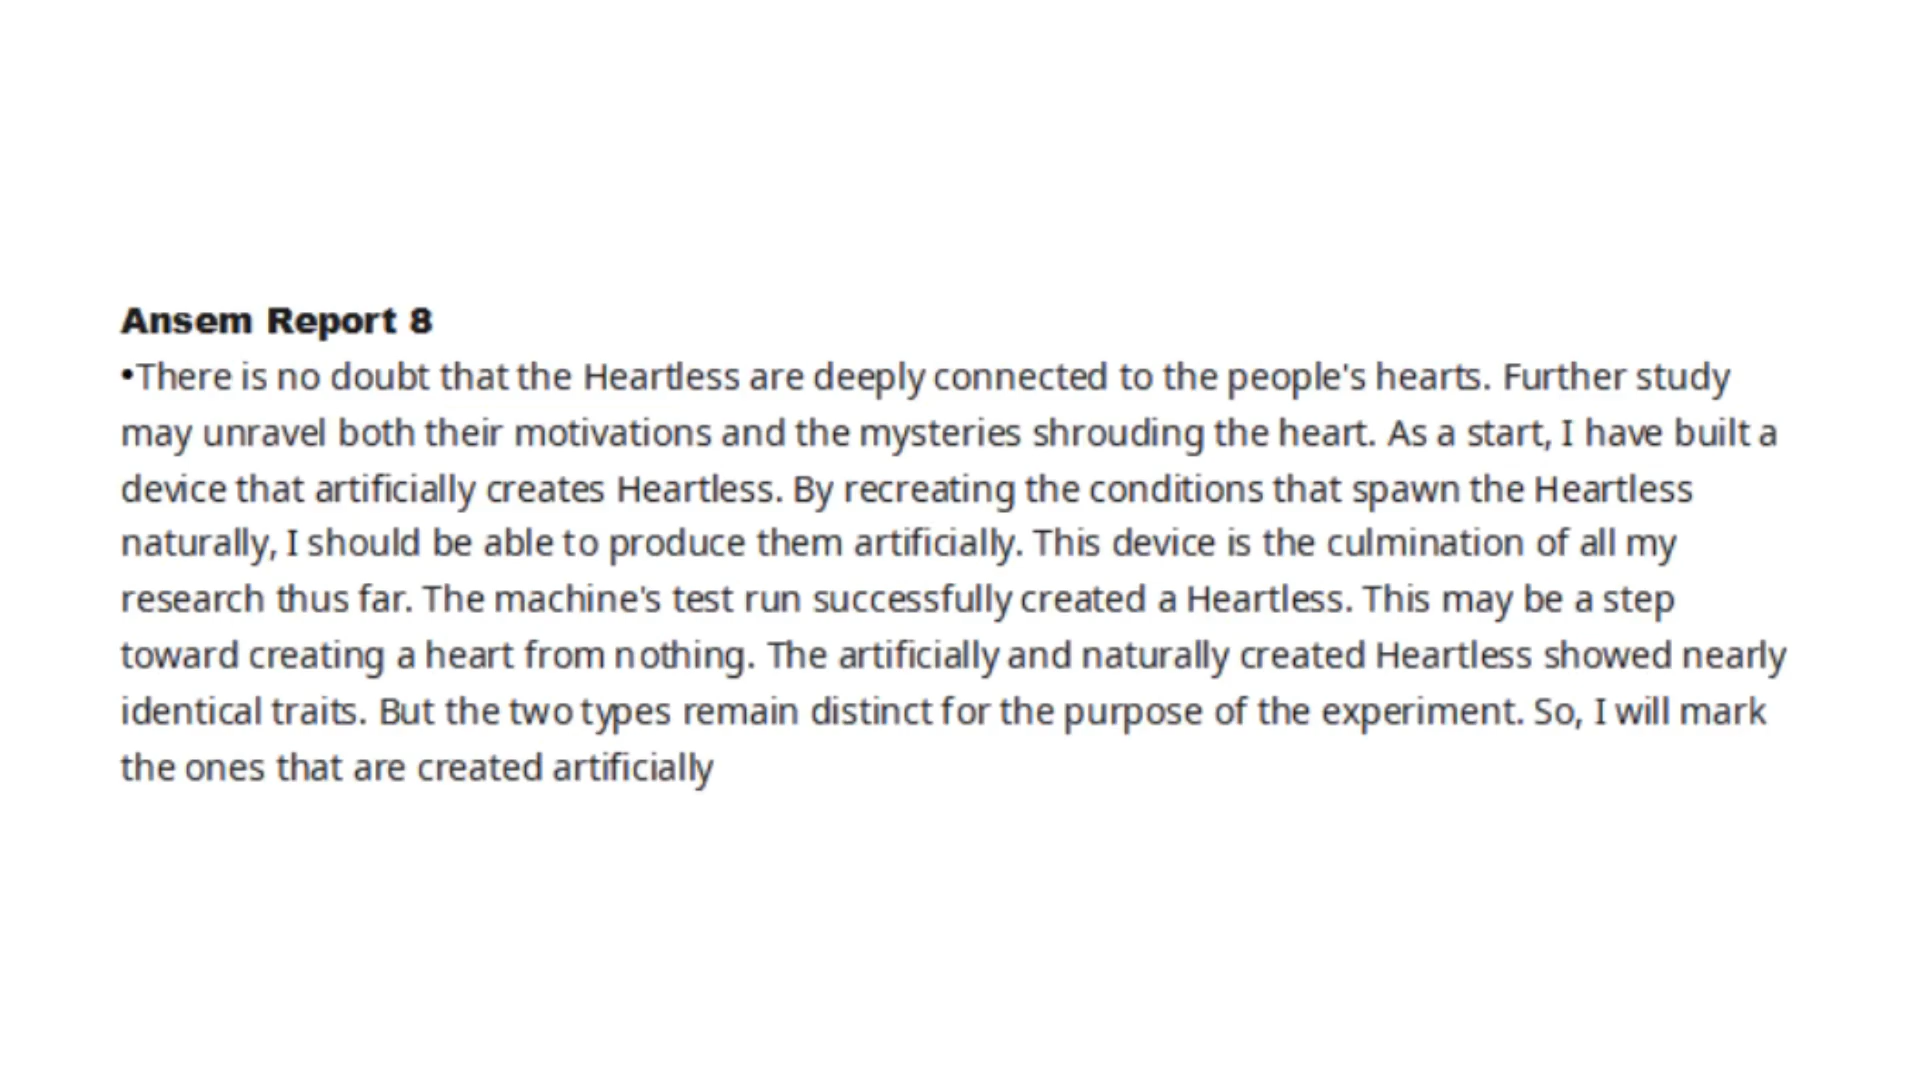 Ansem Report 8
•There is no doubt that the Heartless are deeply connected to the people's hearts. Further study
may unravel both their motivations and the mysteries shrouding the heart. As a start, I have built a
device that artificially creates Heartless. By recreating the conditions that spawn the Heartless
naturally, I should be able to produce them artificially. This device is the culmination of all my
research thus far. The machine's test run successfully created a Heartless. This may be a step
toward creating a heart from nothing. The artificially and naturally created Heartless showed nearly
identical traits. But the two types remain distinct for the purpose of the experiment. So, I will mark
the ones that are created artificially